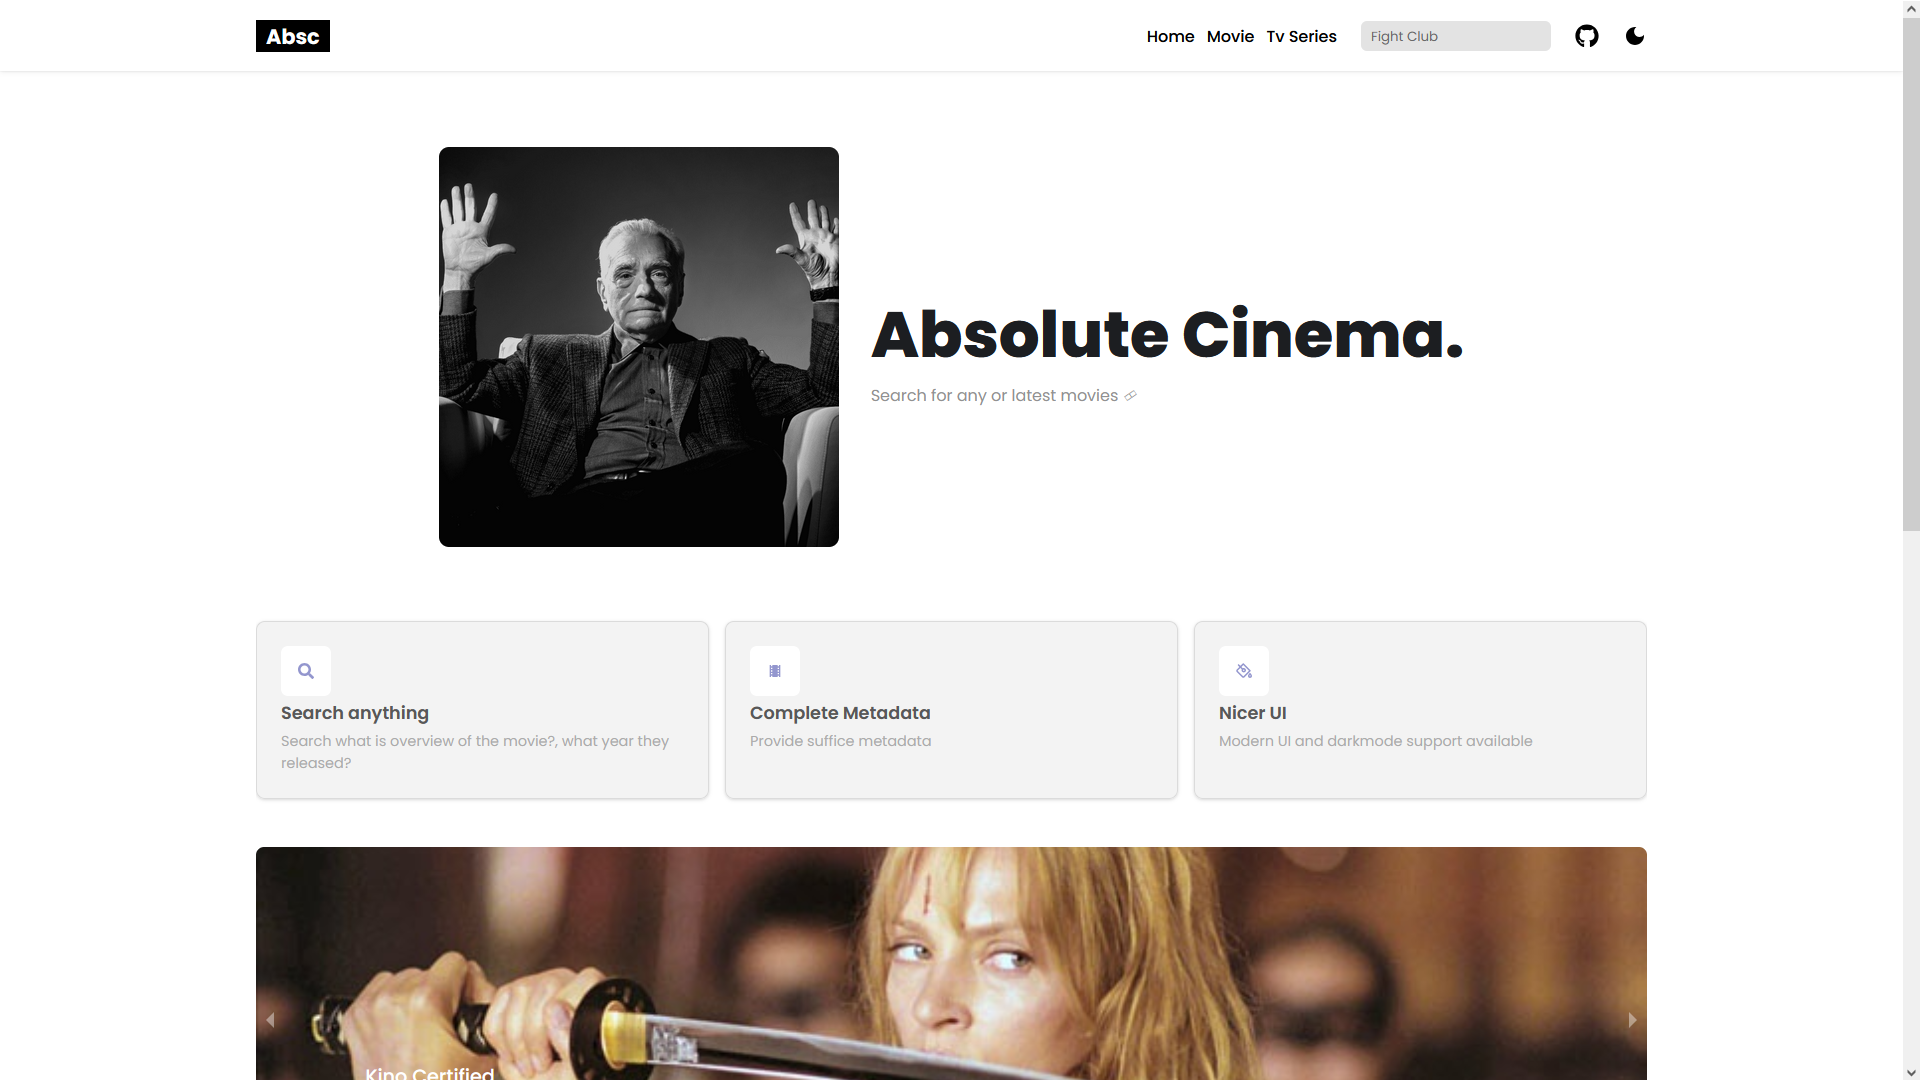 Absc
Home Movie Tv Series Fight Club
Absolute Cinema.
Search for any or latest movies
Search anything
Search what is overview of the movie?, what year they
released?
Complete Metadata
Provide suffice metadata
Nicer UI
Modern UI and darkmode support available
Kino Certified